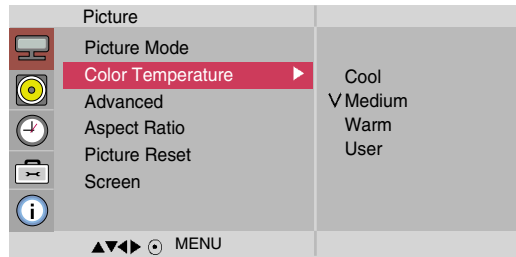 Picture
Picture Mode
Color Temperature
Advanced
Aspect Ratio
Picture Reset
Screen
Cool
Medium
Warm
User
MENU